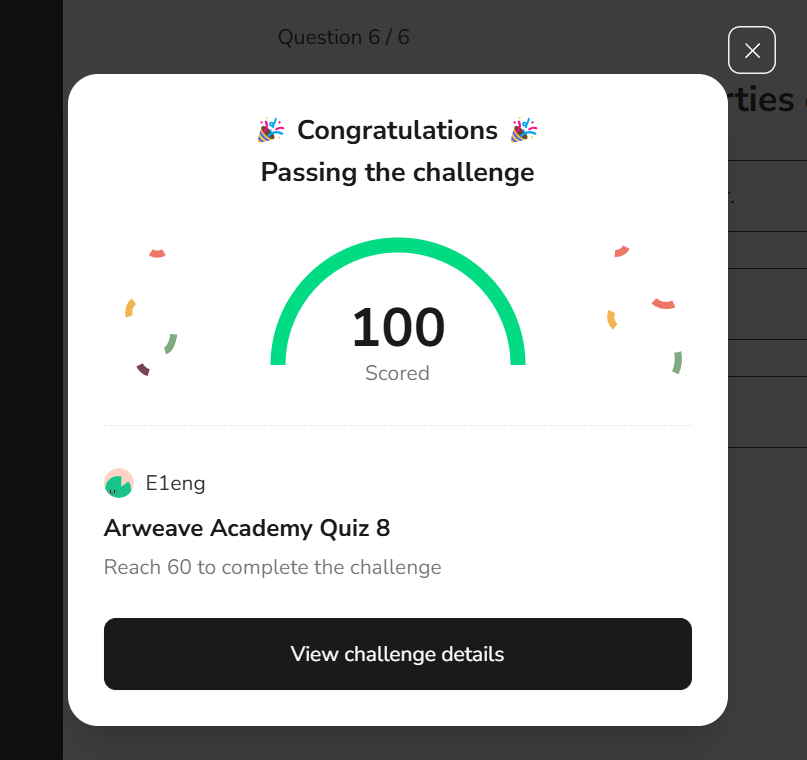 Question 6 / 6
Congratulations
Passing the challenge
100
Scored
E1eng
Arweave Academy Quiz 8
Reach 60 to complete the challenge
View challenge details